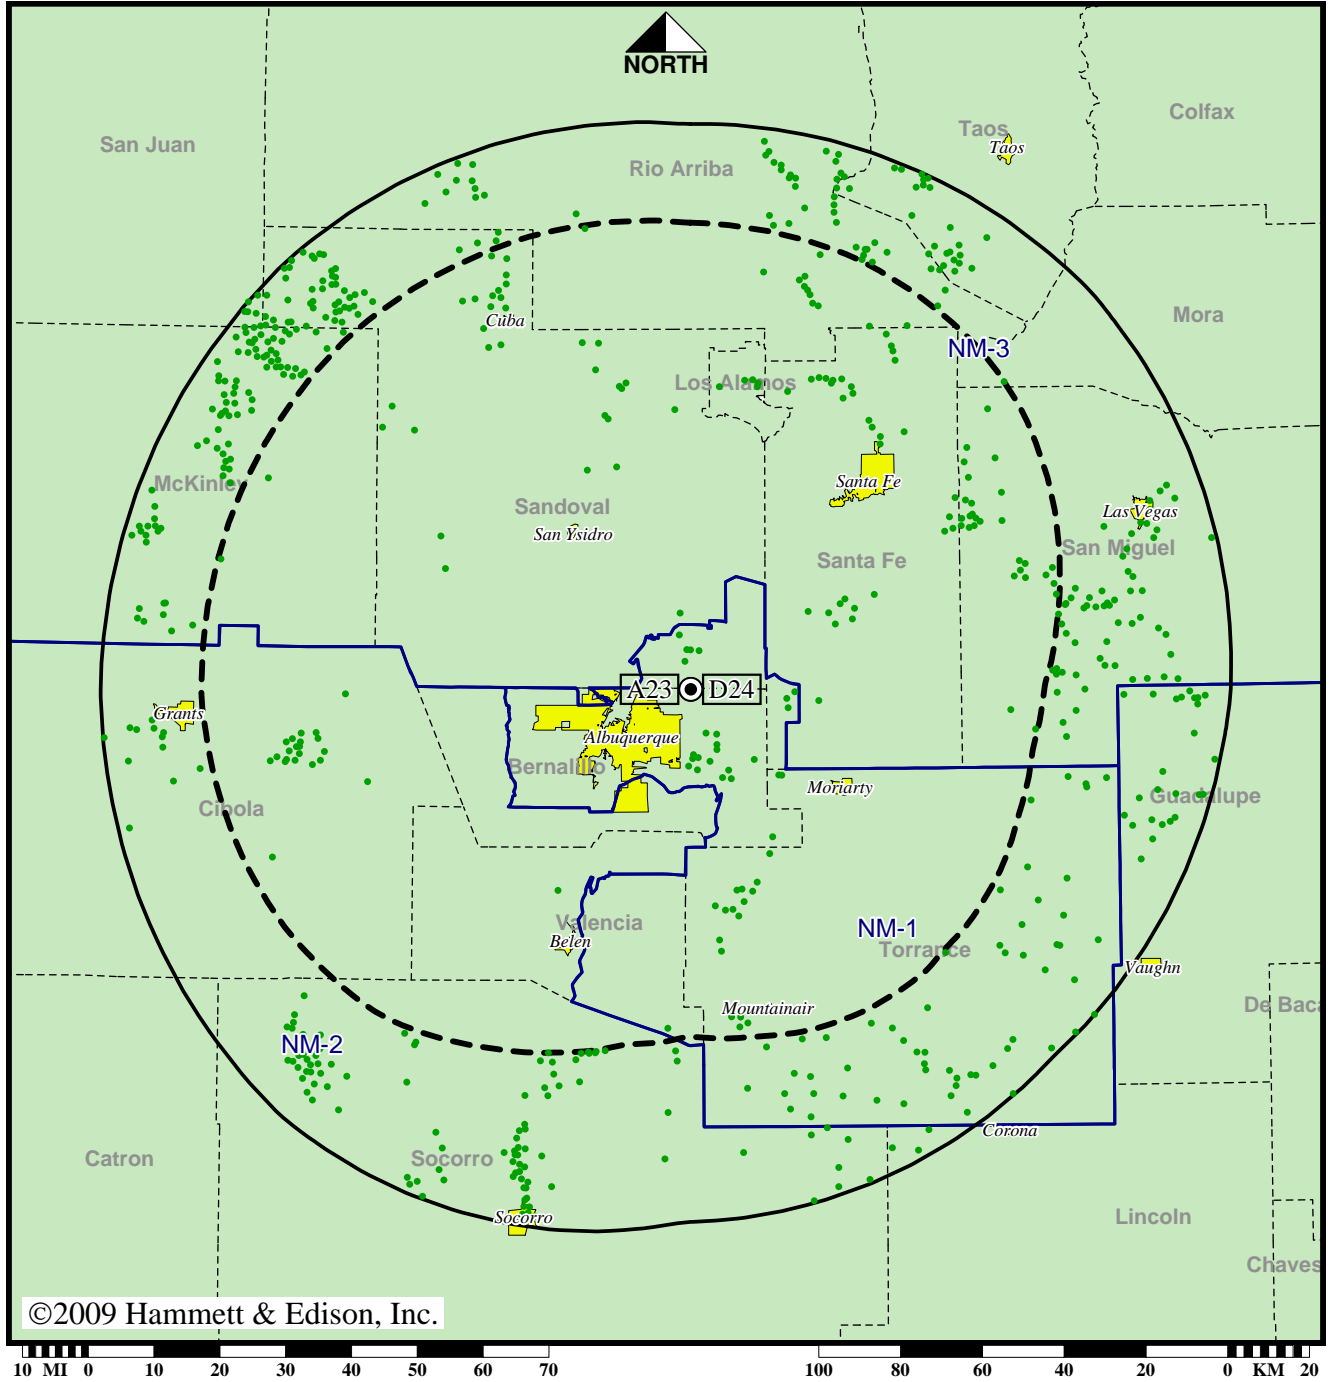 NORTH
Colfax
Taos
Taos
San Juan
Rio Arriba
Mora
Cuba
NM-3
Los Alamos
McKinley
Santa Fe
Sandoval
Las Vegas
San Ysidro
San Miguel
Santa Fe
A23
D24
Grants
Albuquerque
Bernalillo
Moriarty
Guadalupe
Cibola
Valencia
NM-1
Belen
Torrance
Vaughn
Mountainair
De Baca
NM-2
Corona
Catron
Socorro
Socorro
Lincoln
Chaves
©2009 Hammett & Edison, Inc.
10 MI 0 10 20 30 40 50 60 70
100 80 60 40 20 0 KM 20